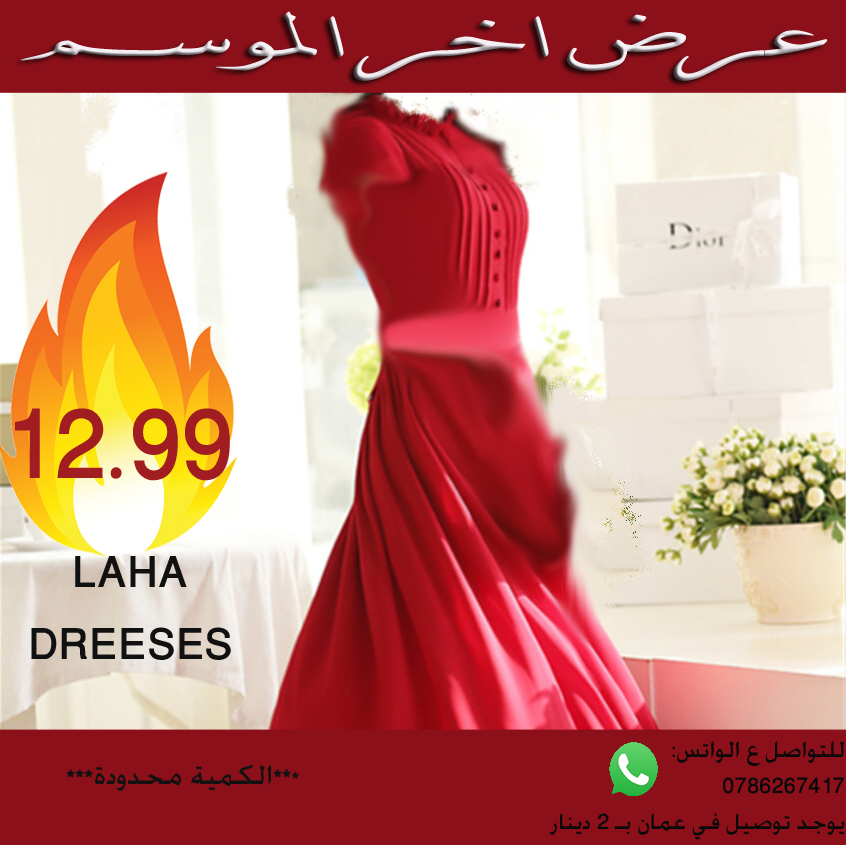 عرض اخر الموسم
Dior
12.99
LAHA
DREESES
***الكمية محدودة***
للتواصل ع الواتس:
0786267417
يوجد توصيل في عمان بـ 2 دينار